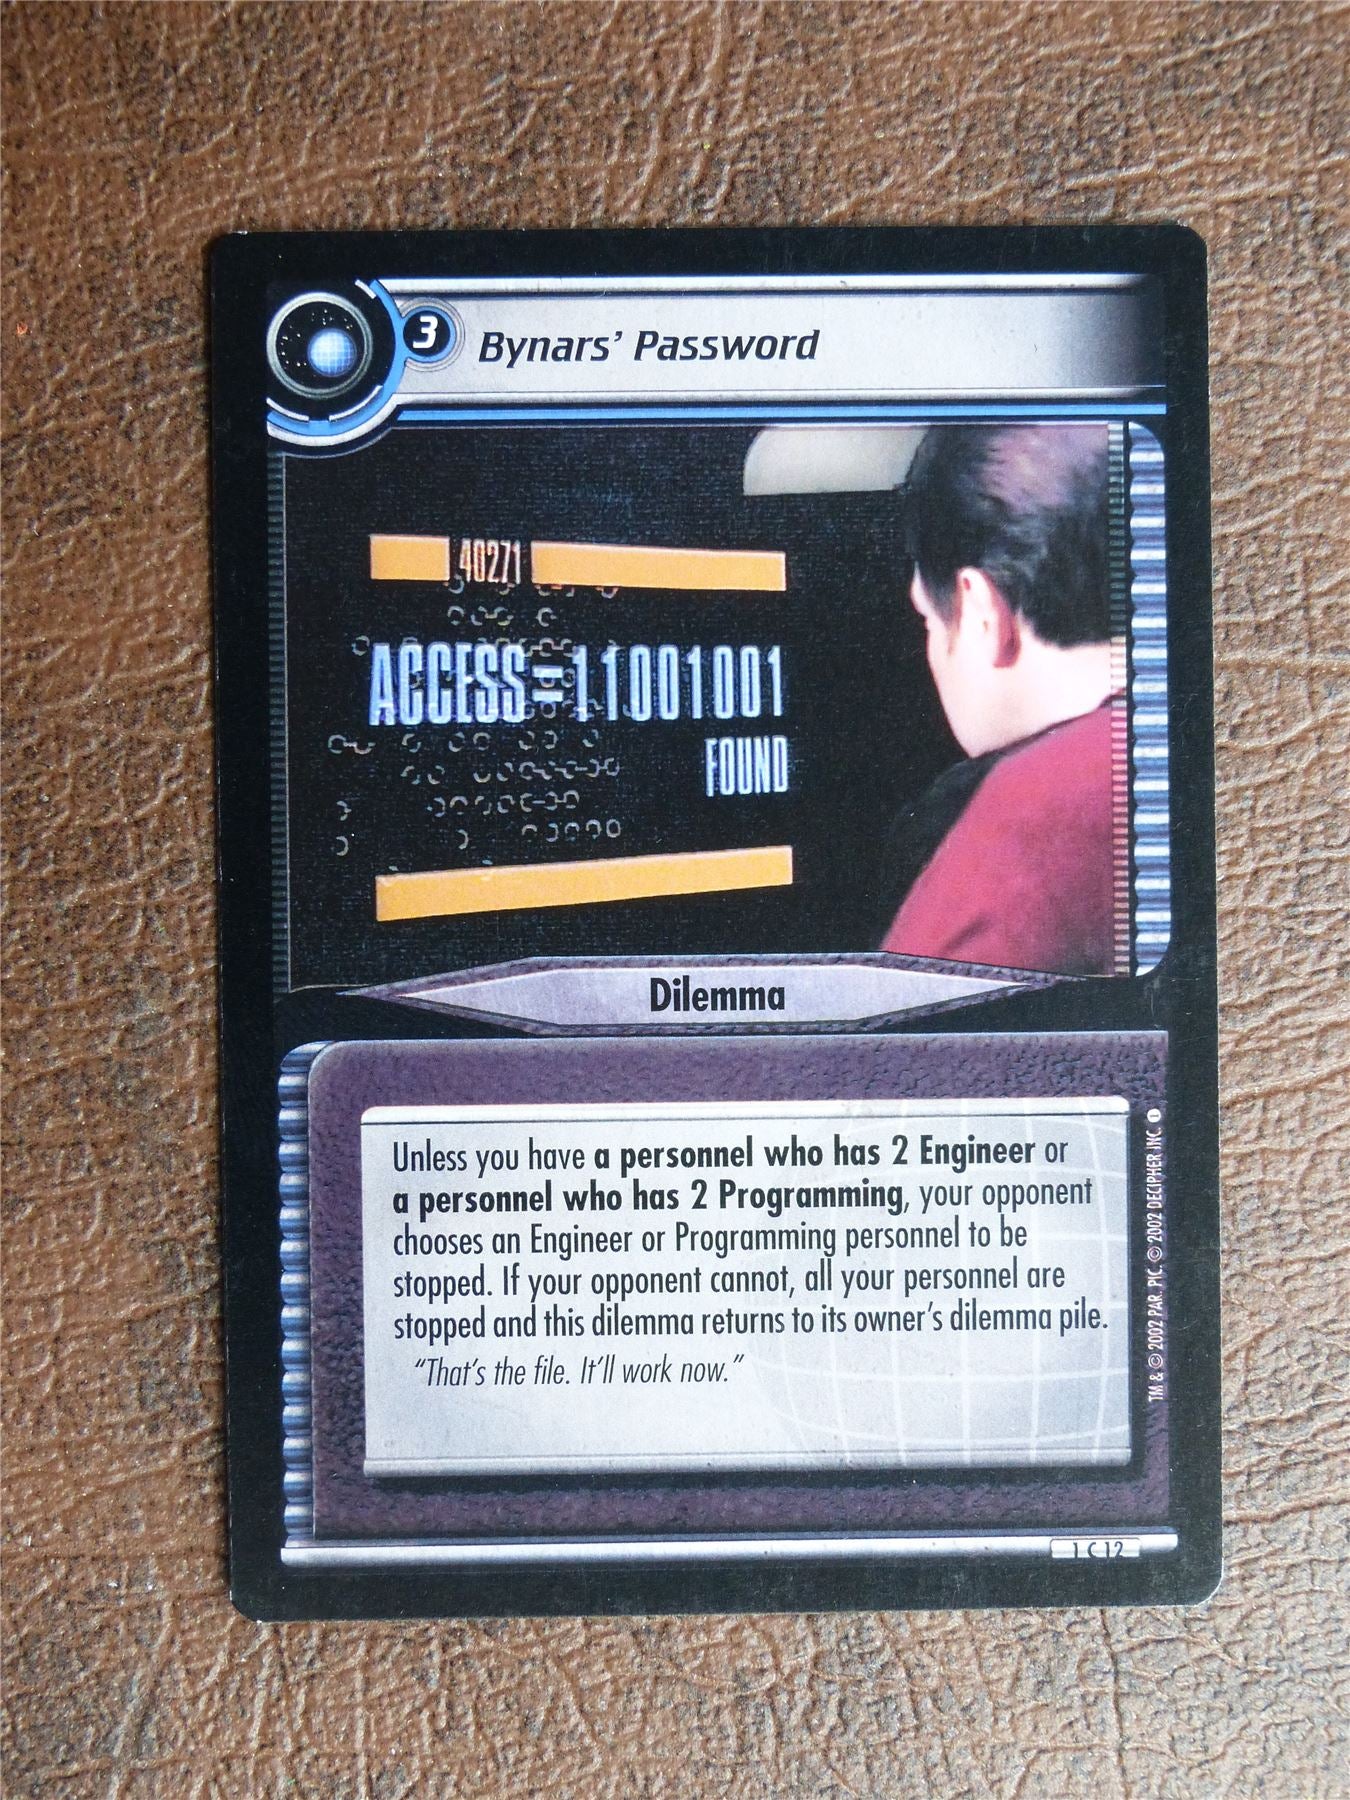 3
Bynars' Password
40271
ACCESS=11001001
FOUND
Dilemma
Unless you have a personnel who has 2 Engineer or
a personnel who has 2 Programming, your opponent
chooses an Engineer or Programming personnel to be
stopped. If your opponent cannot, all your personnel are
stopped and this dilemma returns to its owner's dilemma pile.
"That's the file. It'll work now."
TM & © 2002 PAR. PIC. © 2002 DECIPHER INC.
1 C 12